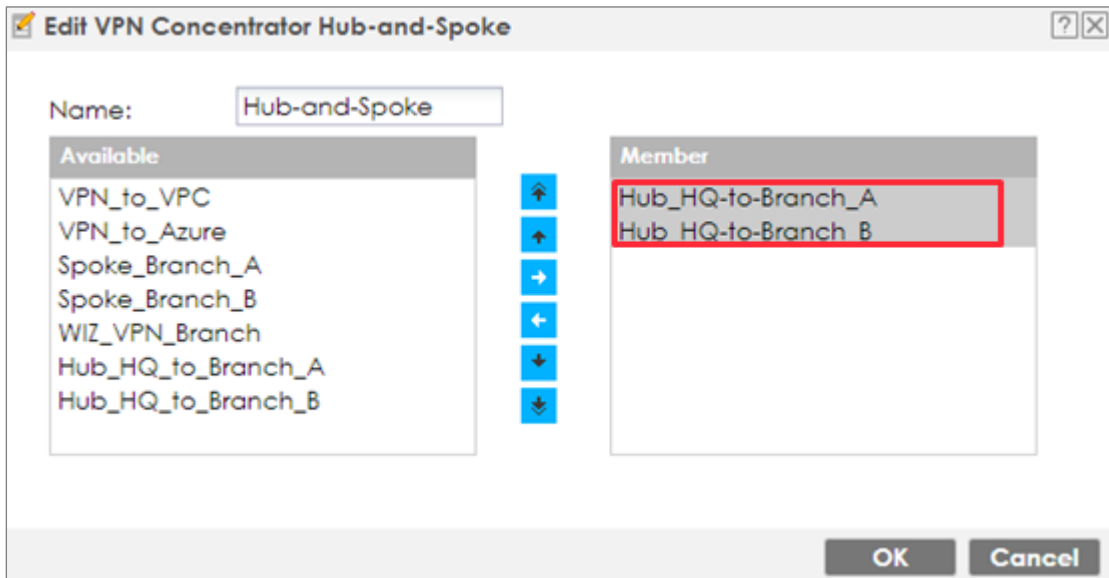 Edit VPN Concentrator Hub-and-Spoke
Name: Hub-and-Spoke
Available
VPN_to_VPC
VPN_to_Azure
Spoke_Branch_A
Spoke_Branch_B
WIZ_VPN_Branch
Hub_HQ_to_Branch_A
Hub_HQ_to_Branch_B
Member
Hub_HQ-to-Branch_A
Hub_HQ-to-Branch_B
OK Cancel